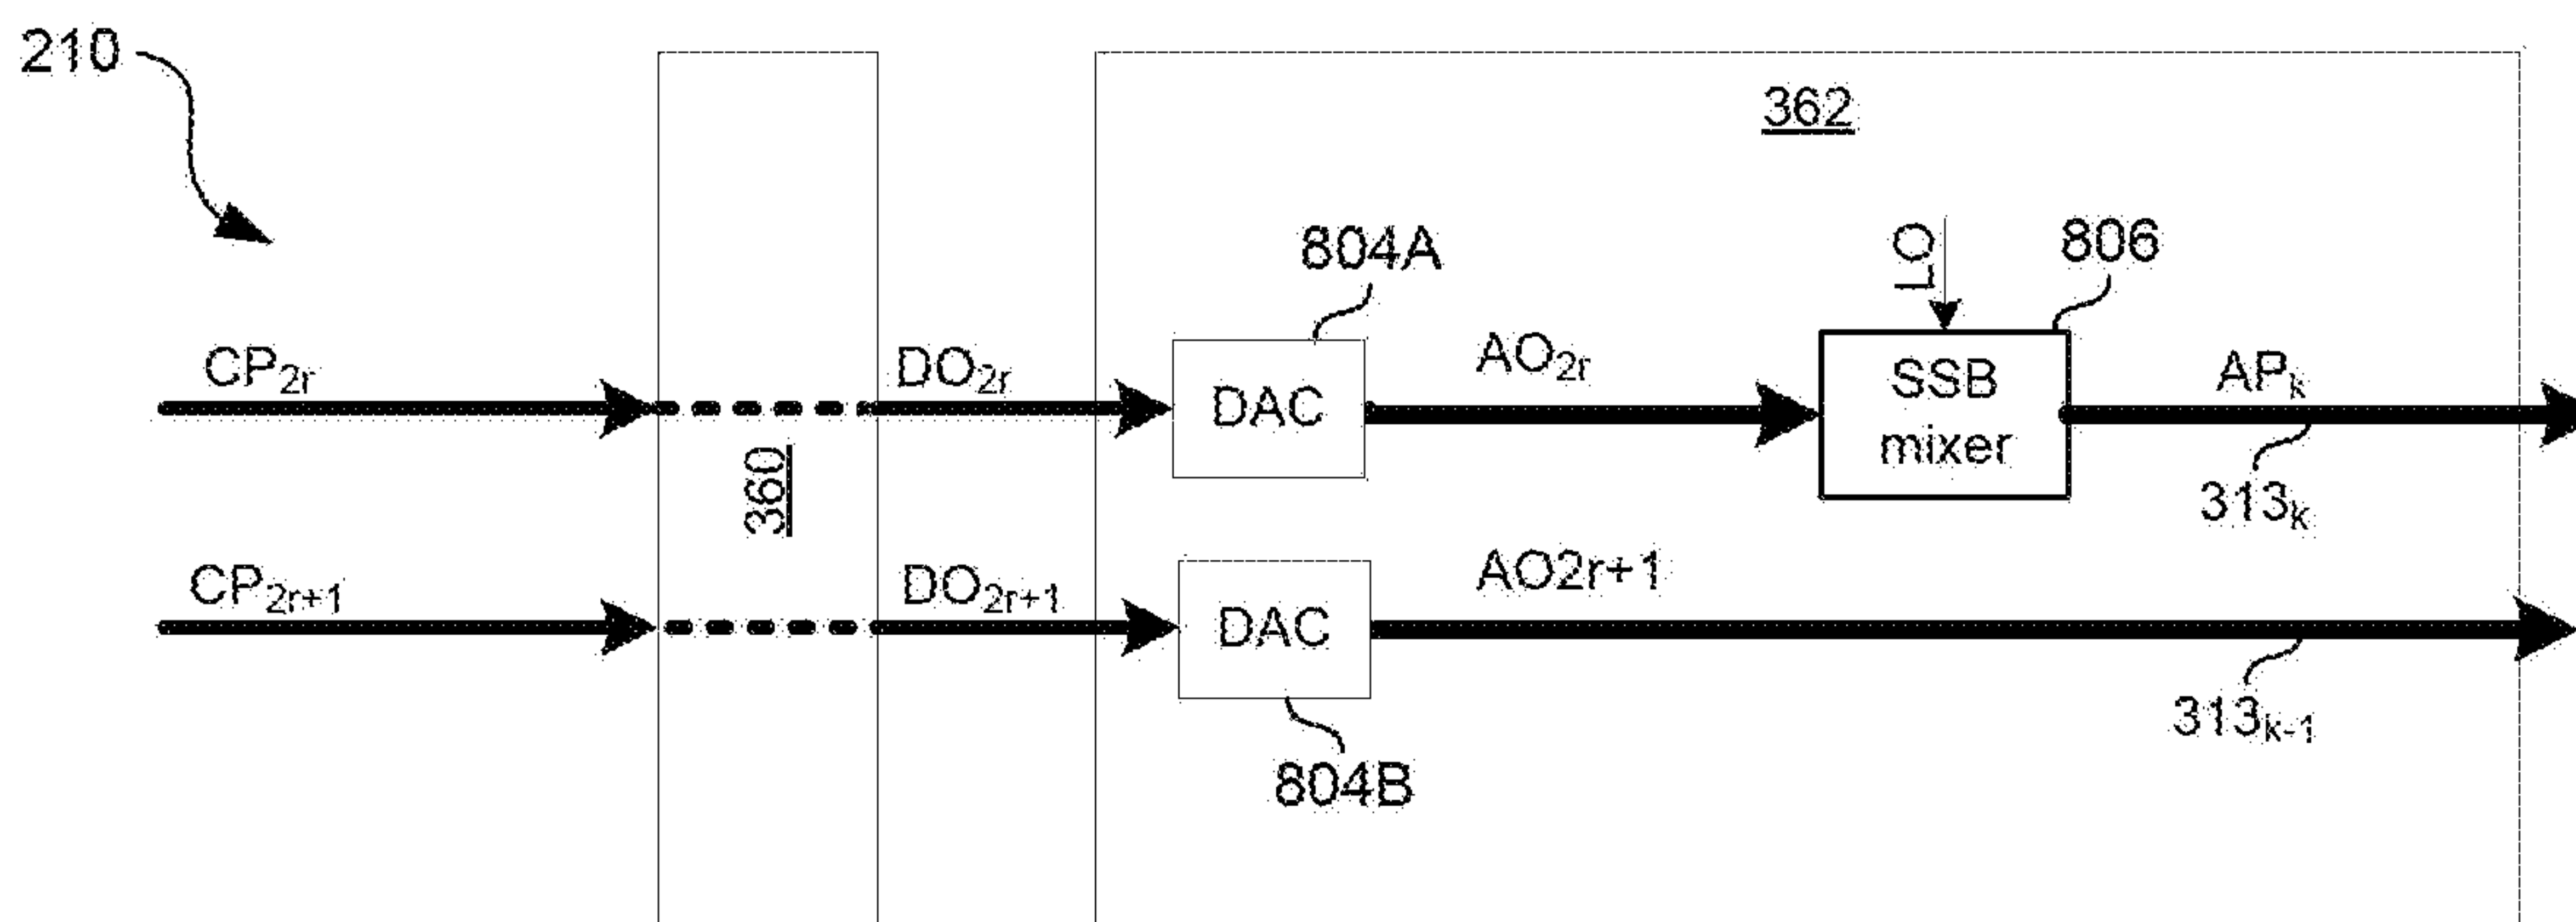 210
362
804A
LO
806
CP2r
DO2r
DAC
AO2r
SSB
mixer
APk
360
313k
CP2r+1
DO2r+1
DAC
AO2r+1
313k-1
804B